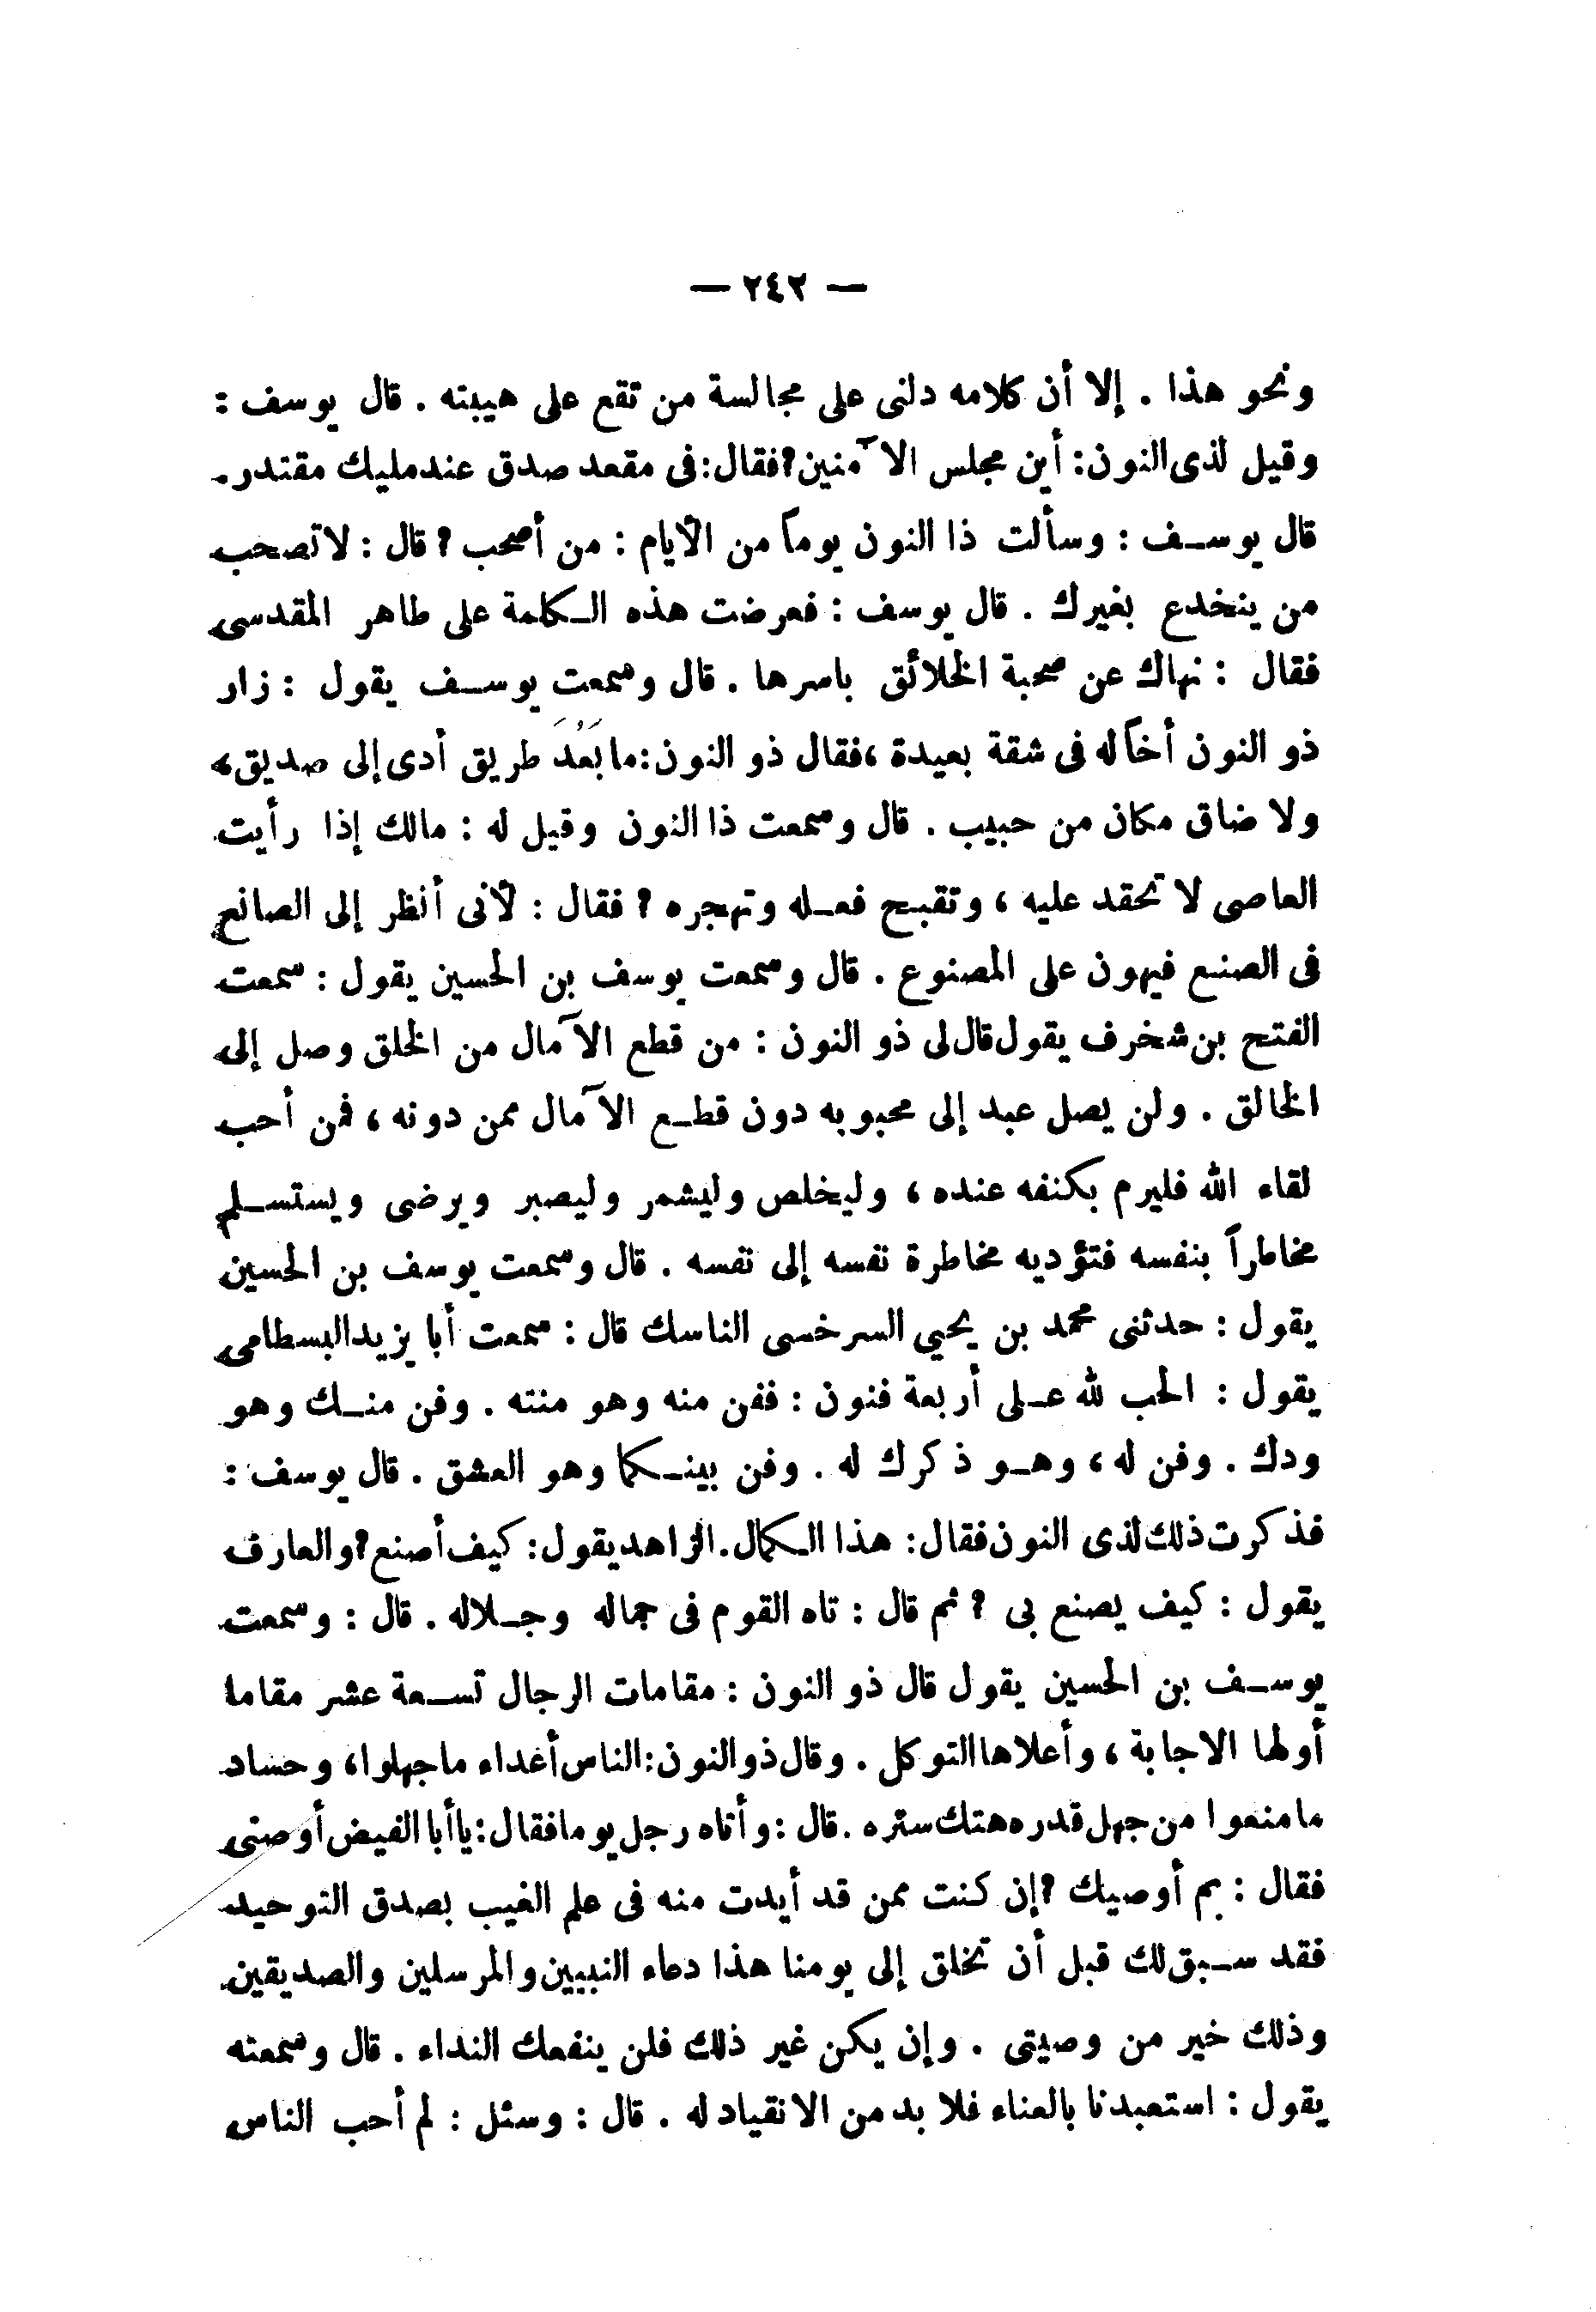 — ٢٤٢ —
ونحو هذا . إلا أن كلامه دلنى على مجالسة من تقع على هيبته . قال يوسف :
وقيل لذى النون: أين مجلس الآمنين؟ فقال: فى مقعد صدق عند مليك مقتدر.
قال يوسف : وسألت ذا النون يوماً من الأيام : من أصحب ؟ قال : لا تصحب
من ينخدع بغيرك . قال يوسف : فعرضت هذه الكلمة على طاهر المقدسى
فقال : نهاك عن صحبة الخلائق باسرها . قال وسمعت يوسف يقول : زار
ذو النون أخاً له فى شقة بعيدة ، فقال ذو النون: ما بَعُدَ طريق أدى إلى صديق،
ولا ضاق مكان من حبيب . قال وسمعت ذا النون وقيل له : مالك إذا رأيت
العاصى لا تحقد عليه ، وتقبح فعله وتهجره ؟ فقال : لأنى أنظر إلى الصانع
فى الصنع فيهون على المصنوع . قال وسمعت يوسف بن الحسين يقول : سمعت
الفتح بن شخرف يقول قال لى ذو النون : من قطع الآمال من الخلق وصل إلى
الخالق . ولن يصل عبد إلى محبوبه دون قطع الآمال ممن دونه ، فمن أحب
لقاء الله فليرم بكنفه عنده ، وليخلص وليشمر وليصبر ويرضى ويستسلم
مخاطراً بنفسه فتؤديه مخاطرة نفسه إلى نفسه . قال وسمعت يوسف بن الحسين
يقول : حدثنى محمد بن يحيي السرخسى الناسك قال : سمعت أبا يزيد البسطامى
يقول : الحب لله على أربعة فنون : ففن منه وهو منته . وفن منك وهو
ودك . وفن له ، وهو ذكرك له . وفن بينكما وهو العشق . قال يوسف :
فذكرت ذلك لذى النون فقال: هذا الكمال. الزاهد يقول: كيف أصنع؟ والعارف
يقول : كيف يصنع بى ؟ ثم قال : تاه القوم فى جماله وجلاله . قال : وسمعت
يوسف بن الحسين يقول قال ذو النون : مقامات الرجال تسعة عشر مقاما
أولها الاجابة ، وأعلاها التوكل . وقال ذو النون: الناس أعداء ما جهلوا، وحساد
ما منعوا من جهل قدره هتك ستره . قال : وأتاه رجل يوما فقال: يا أبا الفيض أوصنى
فقال : بم أوصيك ؟ إن كنت ممن قد أيدت منه فى علم الغيب بصدق التوحيد
فقد سبق لك قبل أن تخلق إلى يومنا هذا دعاء النبيين والمرسلين والصديقين
وذلك خير من وصيتى . وإن يكن غير ذلك فلن ينفعك النداء . قال وسمعته
يقول : استعبدنا بالعناء فلا بد من الانقياد له . قال : وسئل : لم أحب الناس